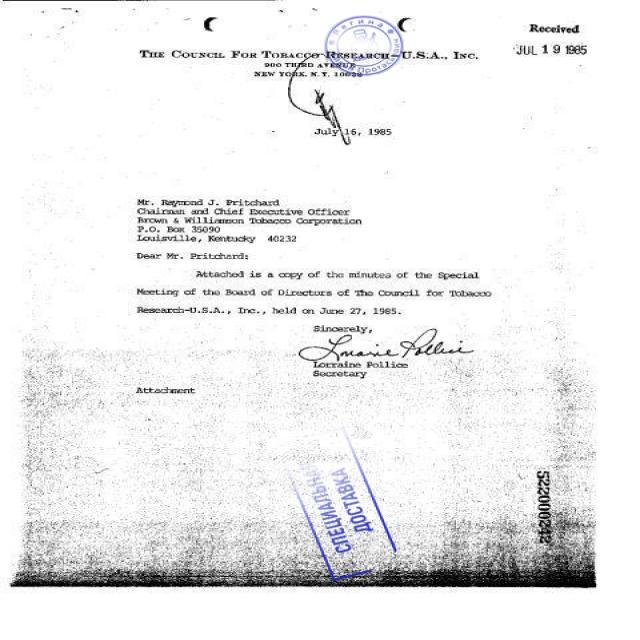 Received
JUL 19 1985
THE COUNCIL FOR TOBACCO RESEARCH—U.S.A., INC.
900 THIRD AVENUE
NEW YORK, N.Y. 10022
July 16, 1985
Mr. Raymond J. Pritchard
Chairman and Chief Executive Officer
Brown & Williamson Tobacco Corporation
P.O. Box 35090
Louisville, Kentucky 40232
Dear Mr. Pritchard:
Attached is a copy of the minutes of the Special
Meeting of the Board of Directors of The Council for Tobacco
Research-U.S.A., Inc., held on June 27, 1985.
Sincerely,
Lorraine Pollice
Lorraine Pollice
Secretary
Attachment
ДОСТАВКА
522000242